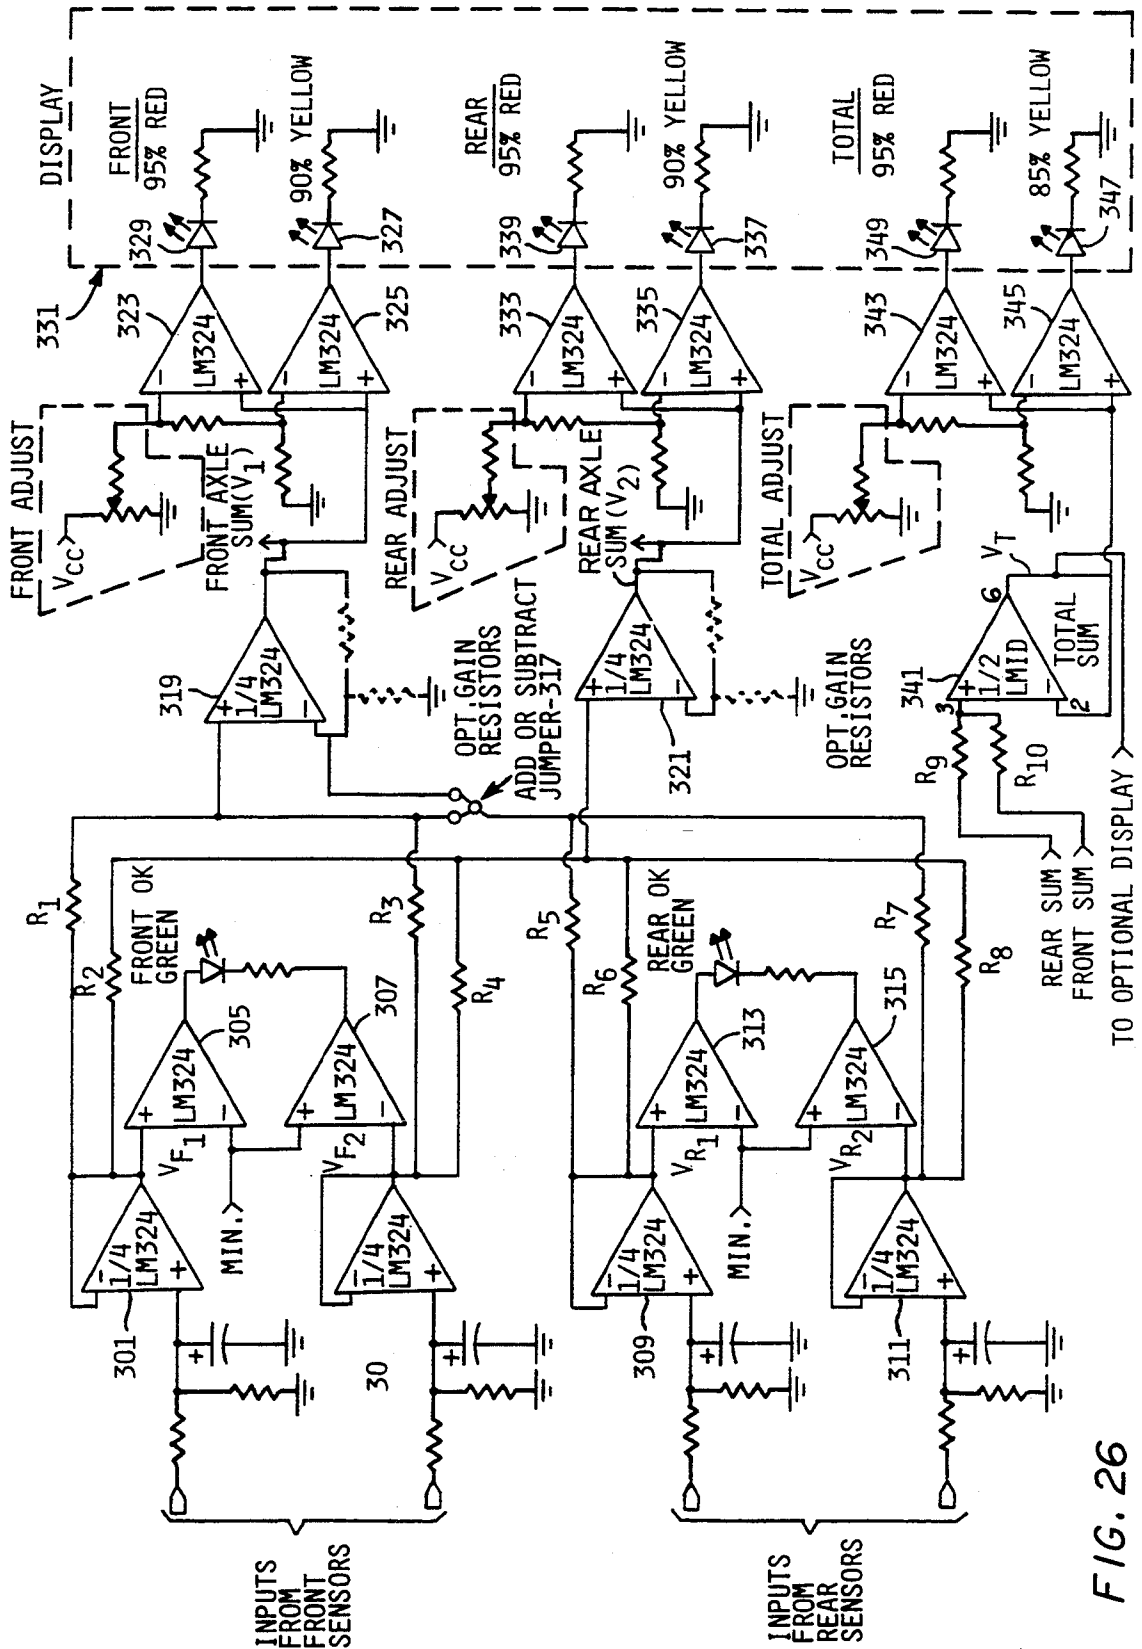 DISPLAY
331
FRONT ADJUST
VCC
FRONT AXLE
SUM(V1)
323
LM324
-
+
329
FRONT
95% RED
325
LM324
-
+
327
90% YELLOW
319
1/4
LM324
+
-
OPT.GAIN
RESISTORS
ADD OR SUBTRACT
JUMPER-317
REAR ADJUST
VCC
REAR AXLE
SUM(V2)
333
LM324
-
+
339
REAR
95% RED
335
LM324
-
+
337
90% YELLOW
321
1/4
LM324
+
-
OPT.GAIN
RESISTORS
TOTAL ADJUST
VCC
343
LM324
-
+
349
TOTAL
95% RED
345
LM324
-
+
347
85% YELLOW
341
1/2
LMID
+
-
3
2
6
VT
TOTAL
SUM
R9
R10
REAR SUM
FRONT SUM
TO OPTIONAL DISPLAY
R1
R2
FRONT OK
GREEN
R3
R4
305
LM324
+
-
307
LM324
+
-
VF1
VF2
MIN.
301
1/4
LM324
-
+
30
1/4
LM324
-
+
+
+
INPUTS
FROM
FRONT
SENSORS
R5
R6
REAR OK
GREEN
R7
R8
313
LM324
+
-
315
LM324
+
-
VR1
VR2
MIN.
309
1/4
LM324
-
+
311
1/4
LM324
-
+
+
+
INPUTS
FROM
REAR
SENSORS
FIG. 26